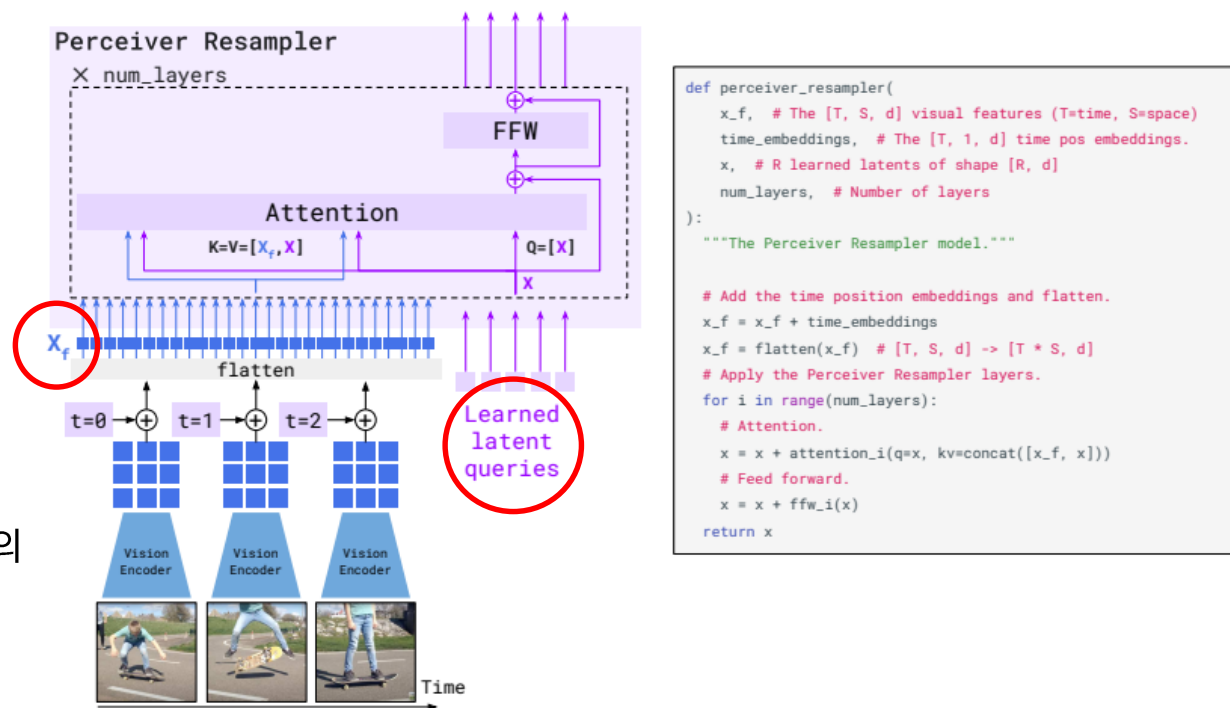 Perceiver Resampler
× num_layers
FFW
Attention
K=V=[Xf,X]
Q=[X]
X
Xf
flatten
t=0
t=1
t=2
Learned
latent
queries
의
Vision
Encoder
Vision
Encoder
Vision
Encoder
Time
def perceiver_resampler(
x_f, # The [T, S, d] visual features (T=time, S=space)
time_embeddings, # The [T, 1, d] time pos embeddings.
x, # R learned latents of shape [R, d]
num_layers, # Number of layers
):
"""The Perceiver Resampler model."""
# Add the time position embeddings and flatten.
x_f = x_f + time_embeddings
x_f = flatten(x_f) # [T, S, d] -> [T * S, d]
# Apply the Perceiver Resampler layers.
for i in range(num_layers):
# Attention.
x = x + attention_i(q=x, kv=concat([x_f, x]))
# Feed forward.
x = x + ffw_i(x)
return x